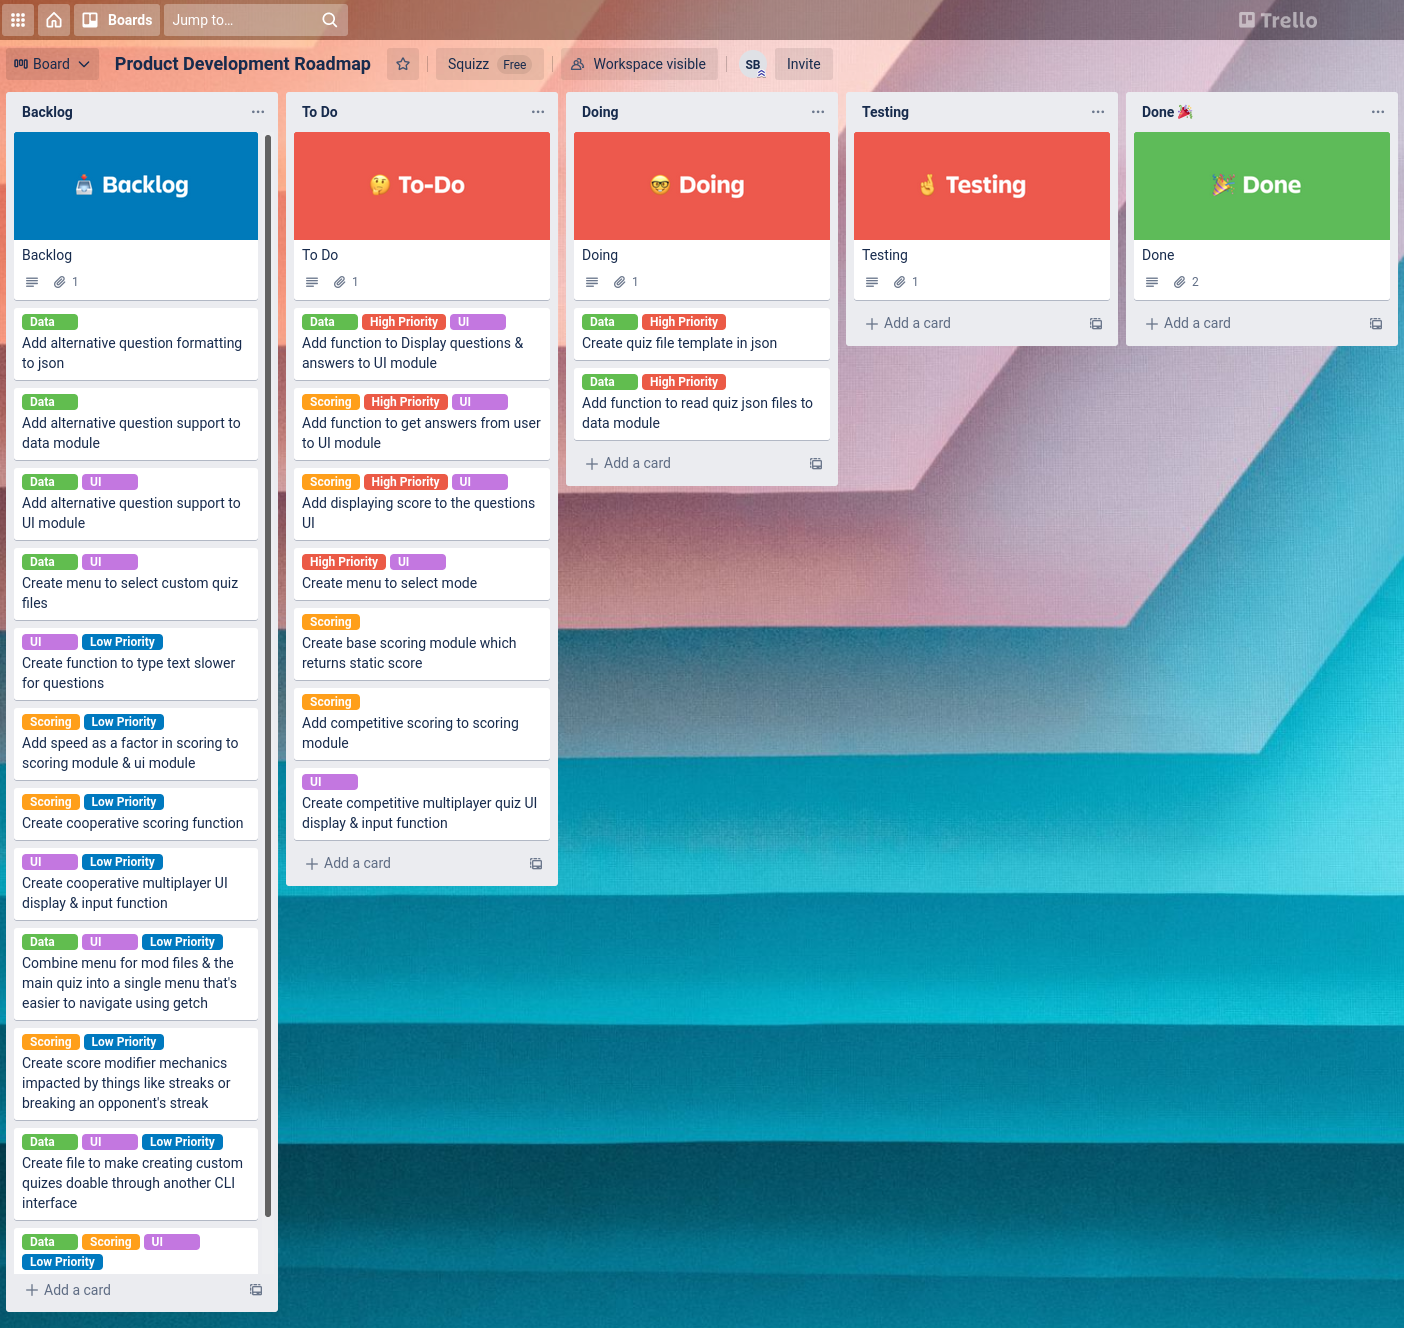 Boards
Jump to...
Trello
Board
Product Development Roadmap
Squizz Free
Workspace visible
SB
Invite
Backlog
Backlog
Backlog
1
Data
Add alternative question formatting
to json
Data
Add alternative question support to
data module
Data UI
Add alternative question support to
UI module
Data UI
Create menu to select custom quiz
files
UI Low Priority
Create function to type text slower
for questions
Scoring Low Priority
Add speed as a factor in scoring to
scoring module & ui module
Scoring Low Priority
Create cooperative scoring function
UI Low Priority
Create cooperative multiplayer UI
display & input function
Data UI Low Priority
Combine menu for mod files & the
main quiz into a single menu that's
easier to navigate using getch
Scoring Low Priority
Create score modifier mechanics
impacted by things like streaks or
breaking an opponent's streak
Data UI Low Priority
Create file to make creating custom
quizes doable through another CLI
interface
Data Scoring UI
Low Priority
Add a card
To Do
To-Do
To Do
1
Data High Priority UI
Add function to Display questions &
answers to UI module
Scoring High Priority UI
Add function to get answers from user
to UI module
Scoring High Priority UI
Add displaying score to the questions
UI
High Priority UI
Create menu to select mode
Scoring
Create base scoring module which
returns static score
Scoring
Add competitive scoring to scoring
module
UI
Create competitive multiplayer quiz UI
display & input function
Add a card
Doing
Doing
Doing
1
Data High Priority
Create quiz file template in json
Data High Priority
Add function to read quiz json files to
data module
Add a card
Testing
Testing
Testing
1
Add a card
Done 🎉
Done
Done
2
Add a card